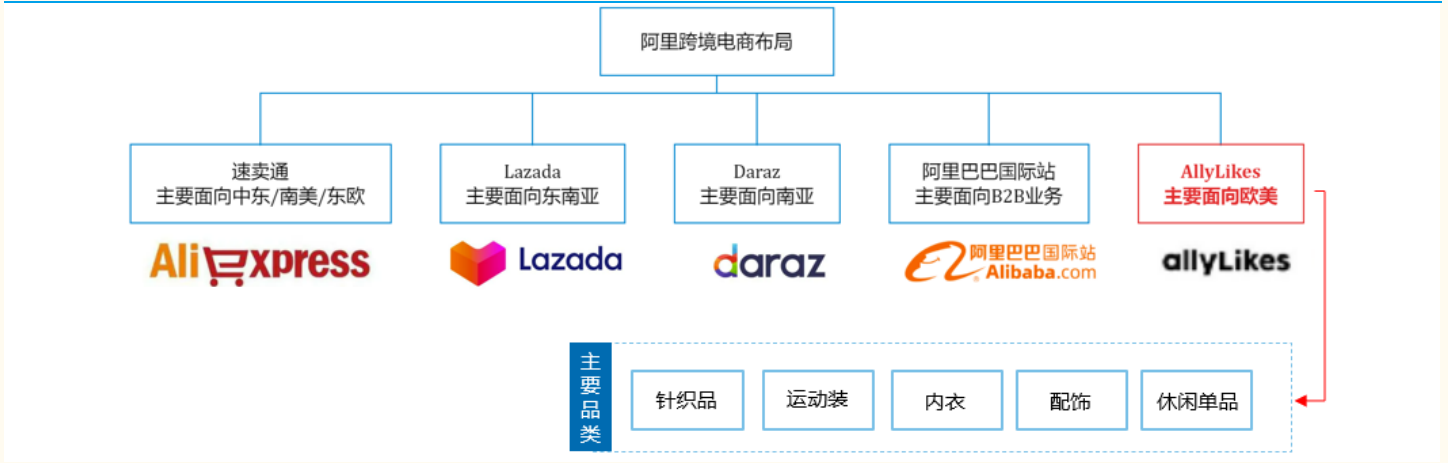 阿里跨境电商布局
速卖通
主要面向中东/南美/东欧
Lazada
主要面向东南亚
Daraz
主要面向南亚
阿里巴巴国际站
主要面向B2B业务
AllyLikes
主要面向欧美
AliExpress
Lazada
daraz
阿里巴巴国际站
Alibaba.com
allyLikes
主要品类
针织品
运动装
内衣
配饰
休闲单品